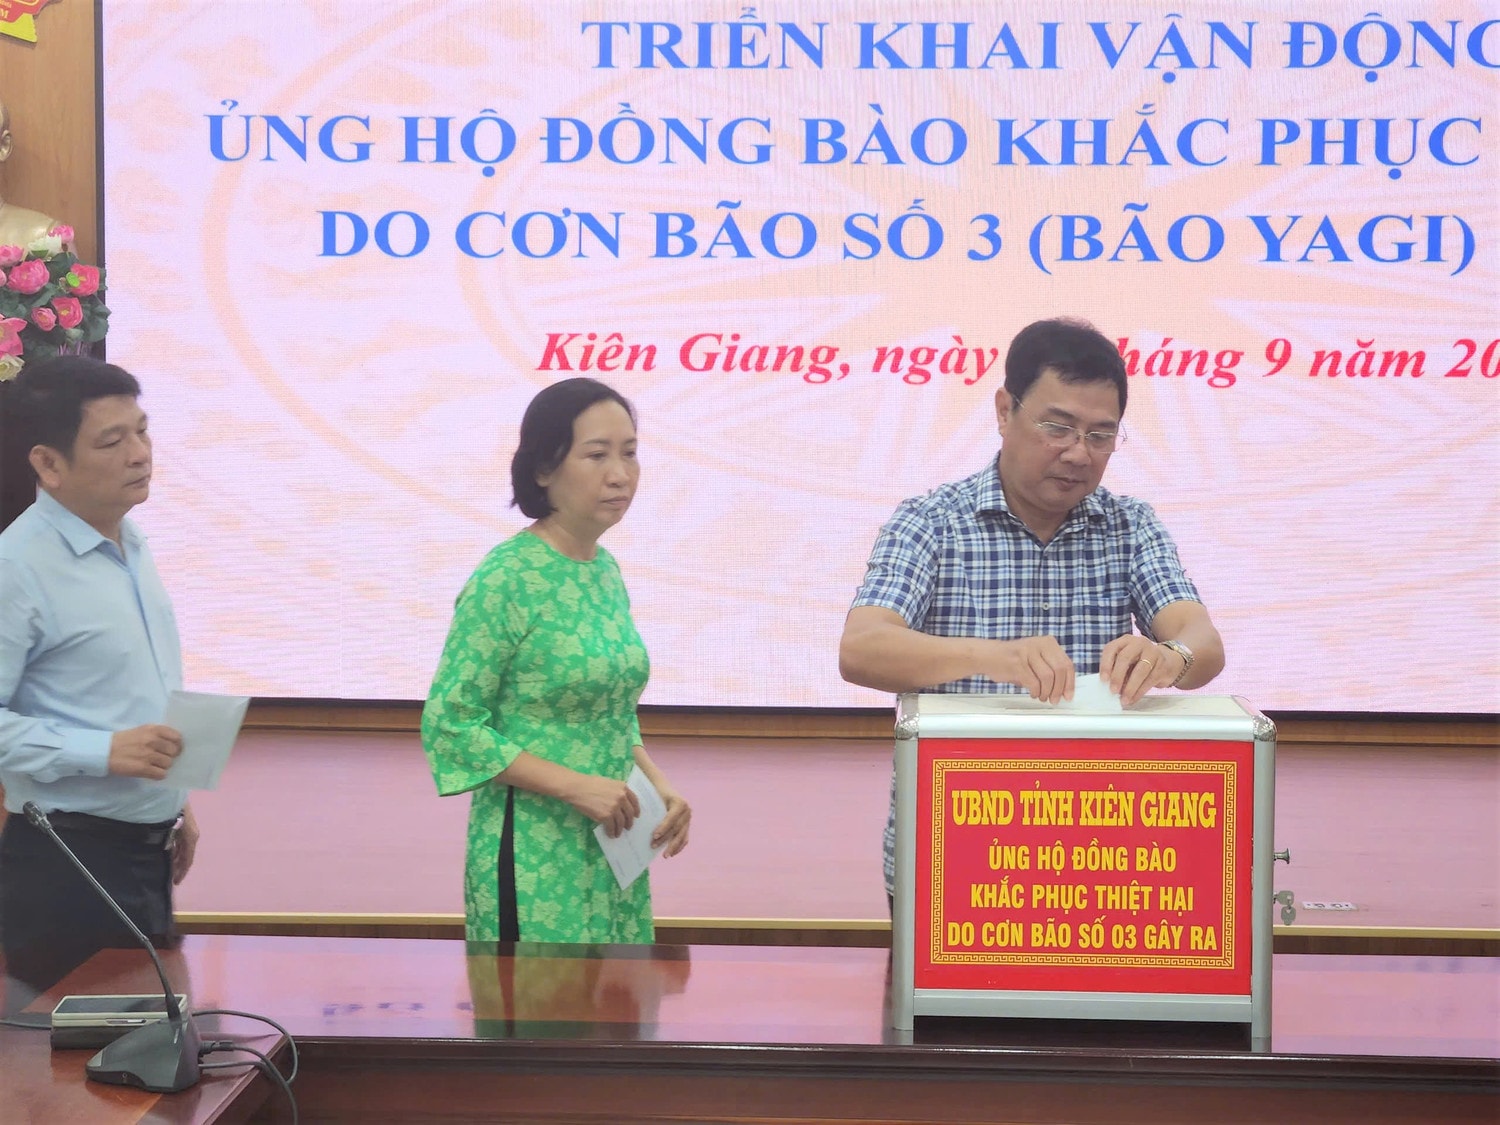 TRIỂN KHAI VẬN ĐỘNG
ỦNG HỘ ĐỒNG BÀO KHẮC PHỤC
DO CƠN BÃO SỐ 3 (BÃO YAGI)
Kiên Giang, ngày háng 9 năm 20
UBND TỈNH KIÊN GIANG
ỦNG HỘ ĐỒNG BÀO
KHẮC PHỤC THIỆT HẠI
DO CƠN BÃO SỐ 03 GÂY RA